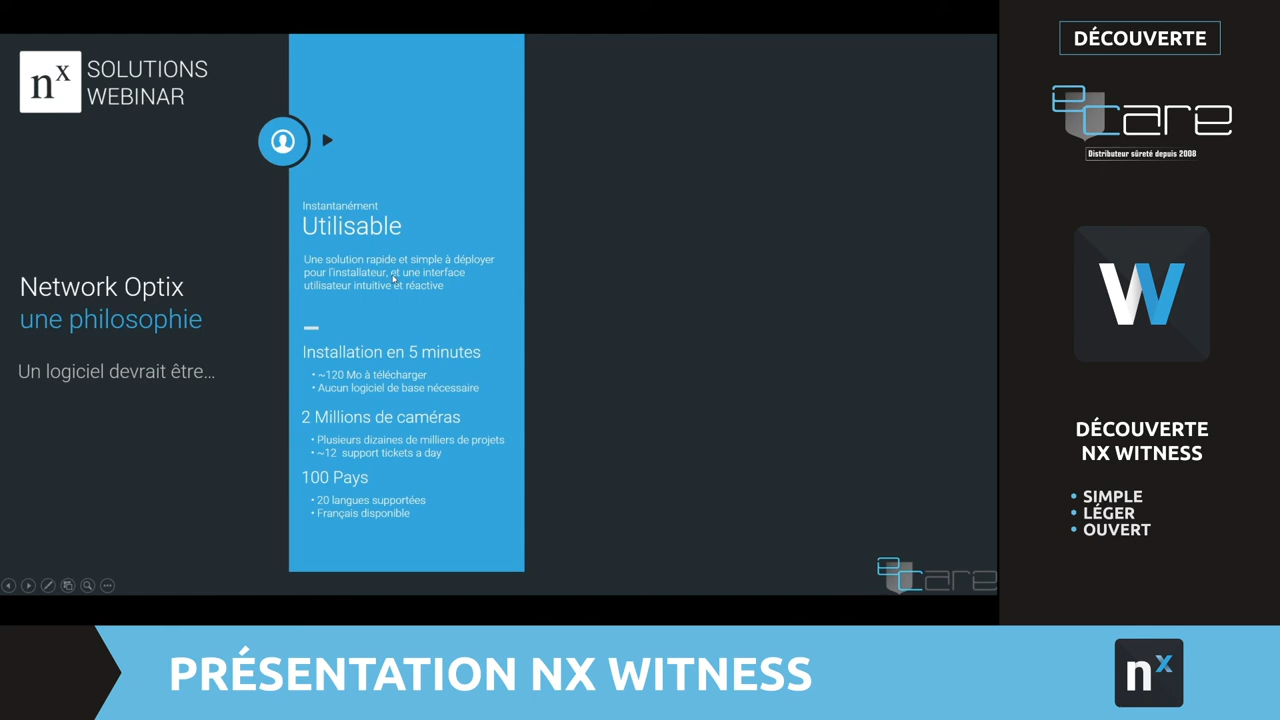 nx
SOLUTIONS
WEBINAR
Network Optix
une philosophie
Un logiciel devrait être...
Instantanément
Utilisable
Une solution rapide et simple à déployer
pour l'installateur, et une interface
utilisateur intuitive et réactive
Installation en 5 minutes
• ~120 Mo à télécharger
• Aucun logiciel de base nécessaire
2 Millions de caméras
• Plusieurs dizaines de milliers de projets
• ~12 support tickets a day
100 Pays
• 20 langues supportées
• Français disponible
ecare
DÉCOUVERTE
ecare
Distributeur sûreté depuis 2008
W
DÉCOUVERTE
NX WITNESS
• SIMPLE
• LÉGER
• OUVERT
PRÉSENTATION NX WITNESS
nx